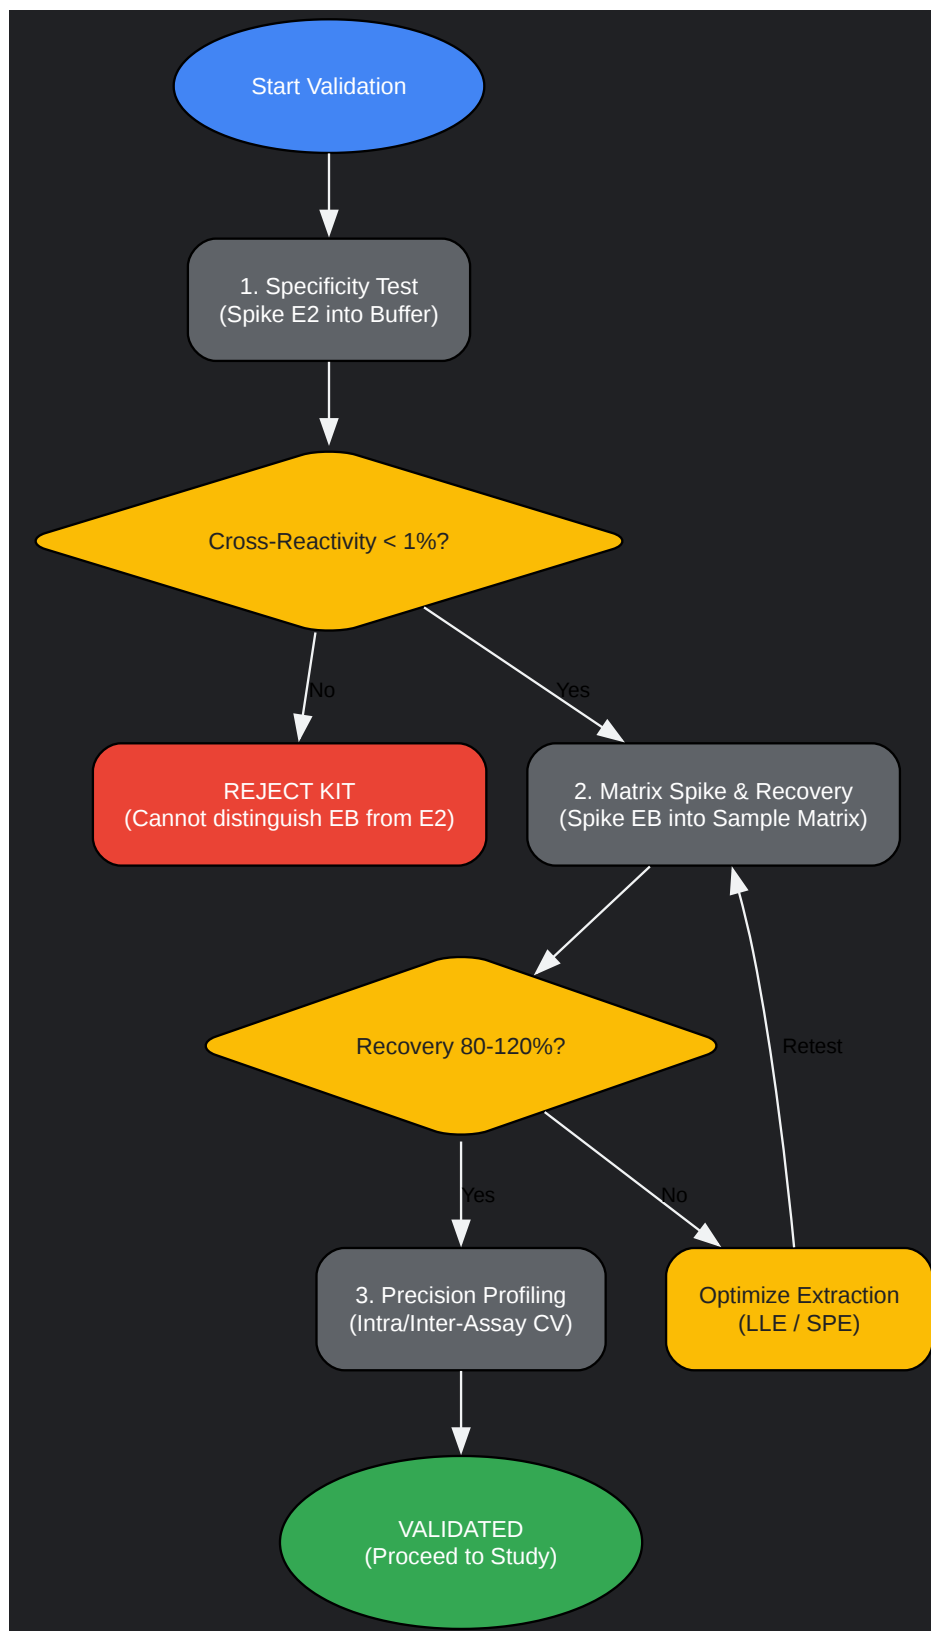 Start Validation
1. Specificity Test
(Spike E2 into Buffer)
Cross-Reactivity < 1%?
No
Yes
REJECT KIT
(Cannot distinguish EB from E2)
2. Matrix Spike & Recovery
(Spike EB into Sample Matrix)
Recovery 80-120%?
Retest
Yes
No
3. Precision Profiling
(Intra/Inter-Assay CV)
Optimize Extraction
(LLE / SPE)
VALIDATED
(Proceed to Study)